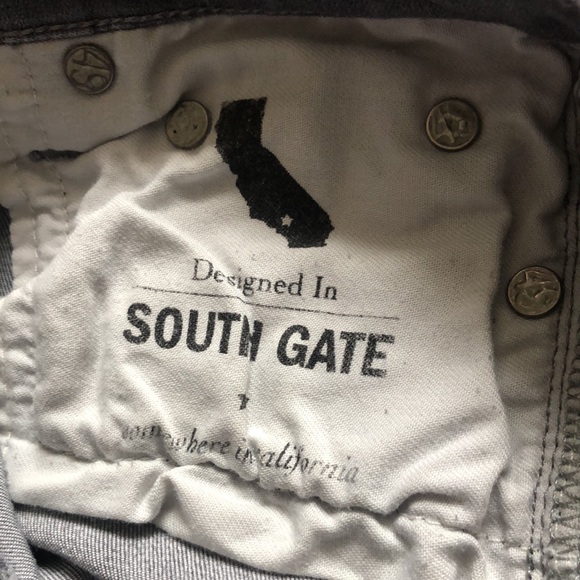 Designed In
SOUTH GATE
somewhere in california